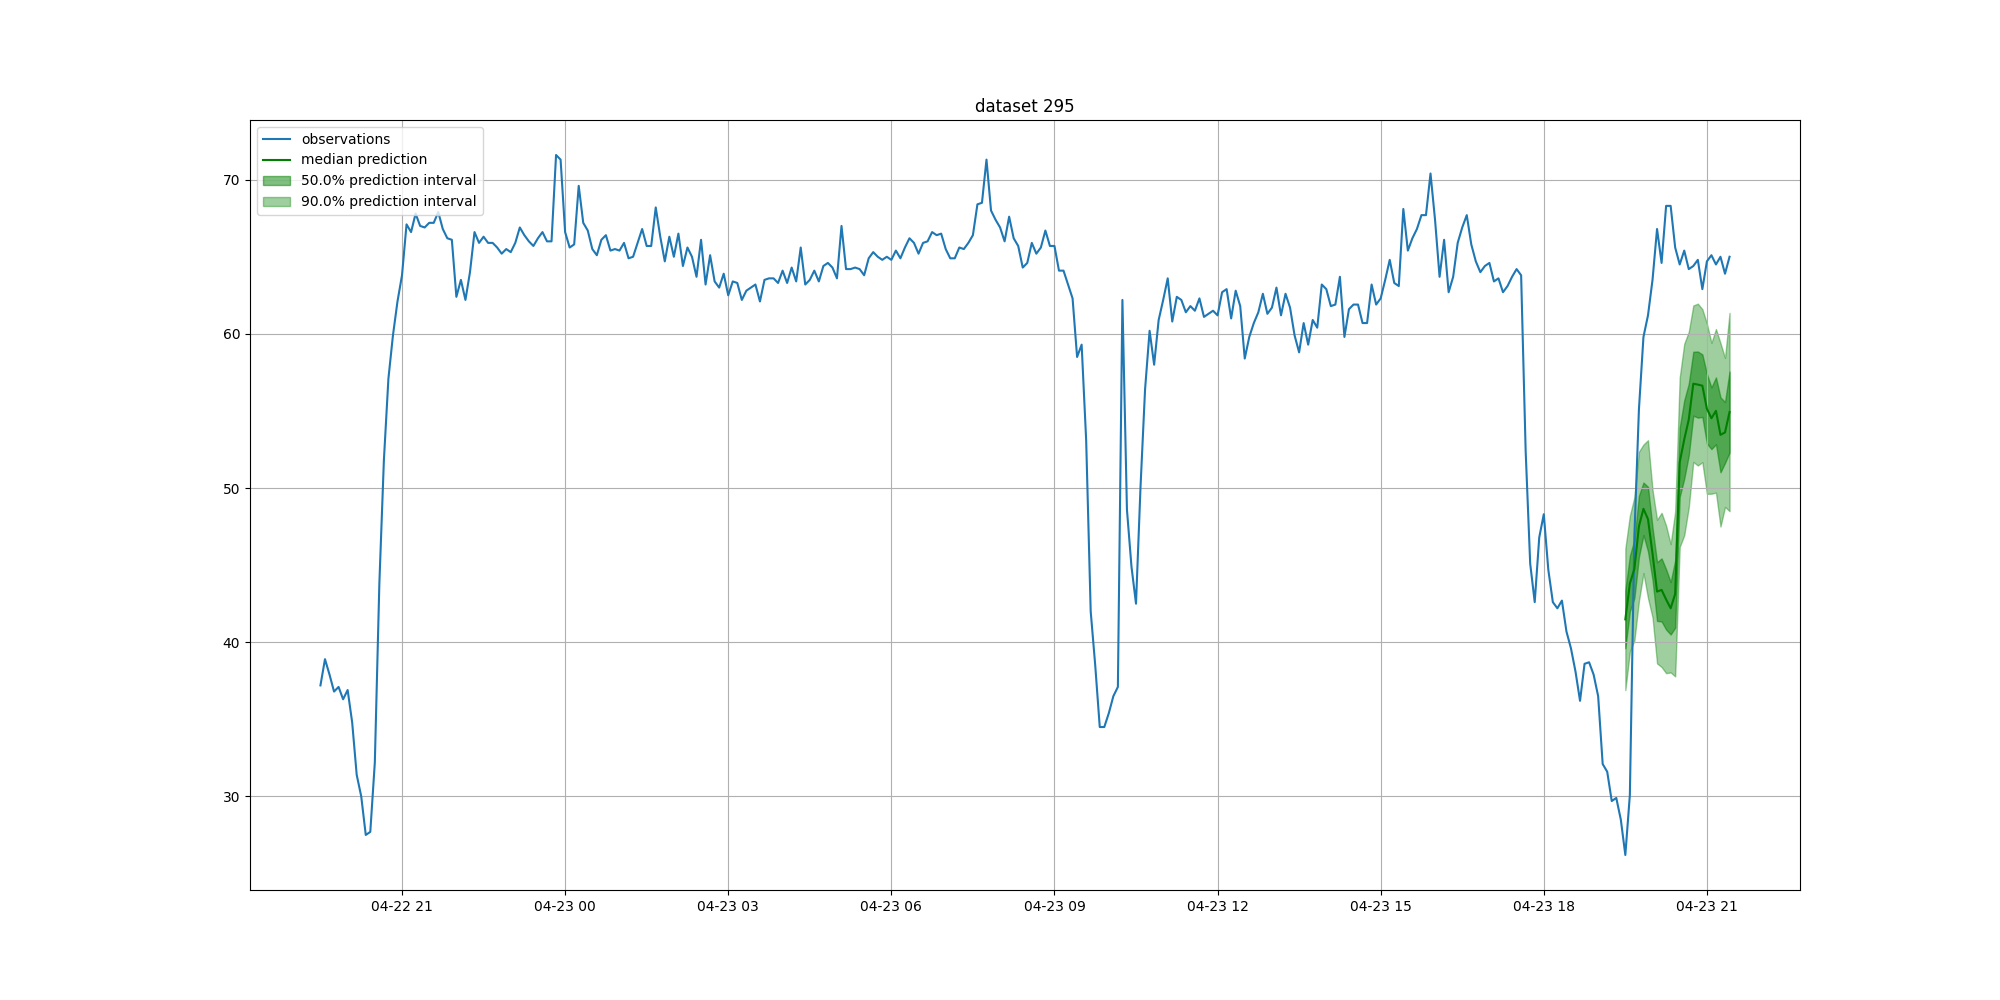 dataset 295
observations
median prediction
50.0% prediction interval
90.0% prediction interval
70
60
50
40
30
04-22 21
04-23 00
04-23 03
04-23 06
04-23 09
04-23 12
04-23 15
04-23 18
04-23 21